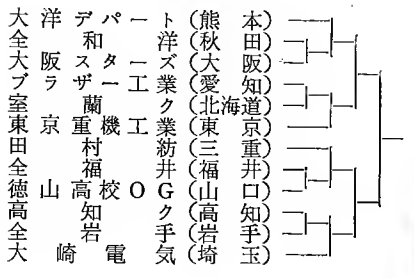 大洋デパート(熊本)
全和洋(秋田)
大阪スターズ(大阪)
ブラザー工業(愛知)
室蘭ク(北海道)
東京重機工業(東京)
田村紡(三重)
全福井(福井)
徳山高校OG(山口)
高知ク(高知)
全岩手(岩手)
大崎電気(埼玉)